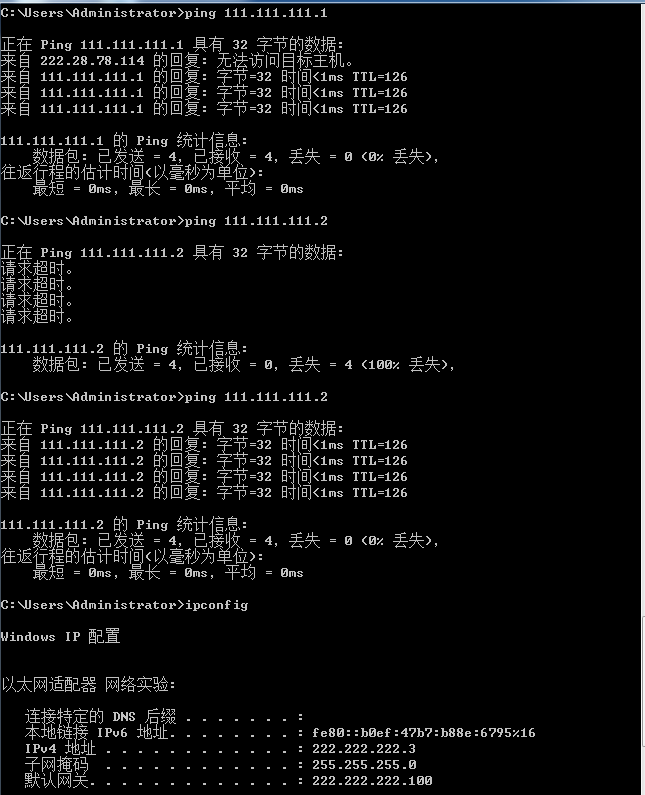 C:\Users\Administrator>ping 111.111.111.1
正在 Ping 111.111.111.1 具有 32 字节的数据:
来自 222.28.78.114 的回复: 无法访问目标主机。
来自 111.111.111.1 的回复: 字节=32 时间<1ms TTL=126
来自 111.111.111.1 的回复: 字节=32 时间<1ms TTL=126
来自 111.111.111.1 的回复: 字节=32 时间<1ms TTL=126
111.111.111.1 的 Ping 统计信息:
数据包: 已发送 = 4, 已接收 = 4, 丢失 = 0 (0% 丢失),
往返行程的估计时间(以毫秒为单位):
最短 = 0ms, 最长 = 0ms, 平均 = 0ms
C:\Users\Administrator>ping 111.111.111.2
正在 Ping 111.111.111.2 具有 32 字节的数据:
请求超时。
请求超时。
请求超时。
请求超时。
111.111.111.2 的 Ping 统计信息:
数据包: 已发送 = 4, 已接收 = 0, 丢失 = 4 (100% 丢失),
C:\Users\Administrator>ping 111.111.111.2
正在 Ping 111.111.111.2 具有 32 字节的数据:
来自 111.111.111.2 的回复: 字节=32 时间<1ms TTL=126
来自 111.111.111.2 的回复: 字节=32 时间<1ms TTL=126
来自 111.111.111.2 的回复: 字节=32 时间<1ms TTL=126
来自 111.111.111.2 的回复: 字节=32 时间<1ms TTL=126
111.111.111.2 的 Ping 统计信息:
数据包: 已发送 = 4, 已接收 = 4, 丢失 = 0 (0% 丢失),
往返行程的估计时间(以毫秒为单位):
最短 = 0ms, 最长 = 0ms, 平均 = 0ms
C:\Users\Administrator>ipconfig
Windows IP 配置
以太网适配器 网络实验:
连接特定的 DNS 后缀 . . . . . . . :
本地链接 IPv6 地址. . . . . . . . : fe80::b0ef:47b7:b88e:6795%16
IPv4 地址 . . . . . . . . . . . . : 222.222.222.3
子网掩码 . . . . . . . . . . . . : 255.255.255.0
默认网关. . . . . . . . . . . . . : 222.222.222.100